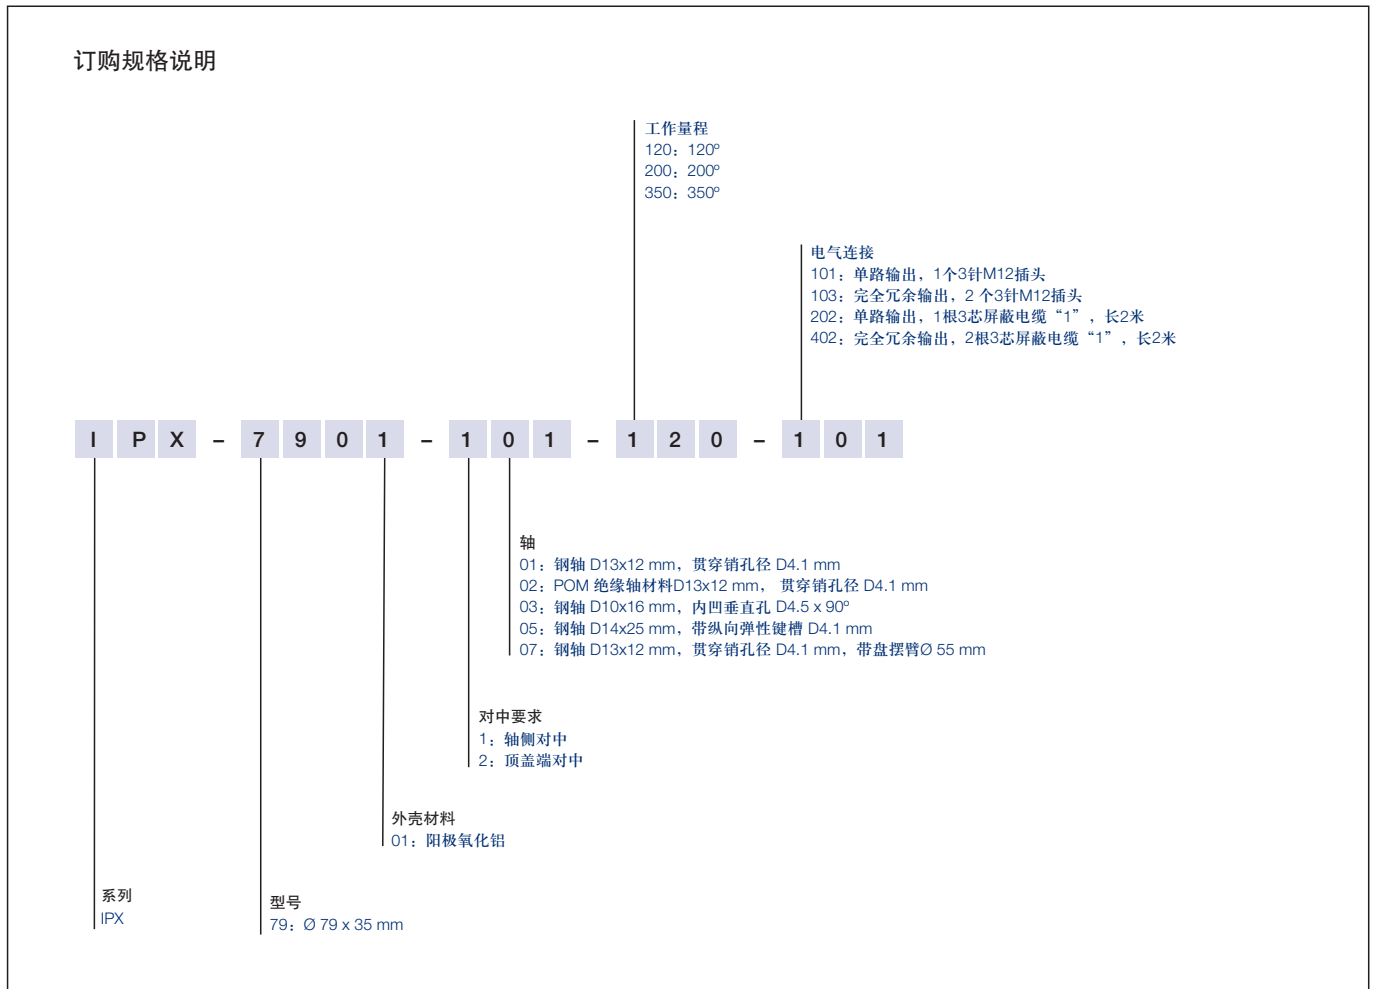 订购规格说明
工作量程
120：120º
200：200º
350：350º
电气连接
101：单路输出，1个3针M12插头
103：完全冗余输出，2 个3针M12插头
202：单路输出，1根3芯屏蔽电缆“1”，长2米
402：完全冗余输出，2根3芯屏蔽电缆“1”，长2米
I P X – 7 9 0 1 – 1 0 1 – 1 2 0 – 1 0 1
轴
01：钢轴 D13x12 mm，贯穿销孔径 D4.1 mm
02：POM 绝缘轴材料D13x12 mm， 贯穿销孔径 D4.1 mm
03：钢轴 D10x16 mm，内凹垂直孔 D4.5 x 90º
05：钢轴 D14x25 mm，带纵向弹性键槽 D4.1 mm
07：钢轴 D13x12 mm，贯穿销孔径 D4.1 mm，带盘摆臂Ø 55 mm
对中要求
1：轴侧对中
2：顶盖端对中
外壳材料
01：阳极氧化铝
系列
IPX
型号
79：Ø 79 x 35 mm